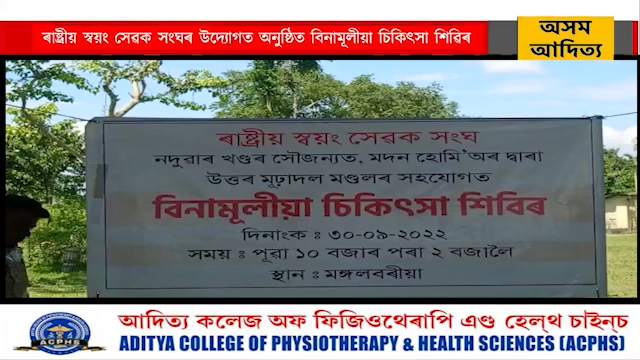 ৰাষ্ট্ৰীয় স্বয়ং সেৱক সংঘৰ উদ্যোগত অনুষ্ঠিত বিনামূলীয়া চিকিৎসা শিৱিৰ
অসম
আদিত্য
ৰাষ্ট্ৰীয় স্বয়ং সেৱক সংঘ
নদুৱাৰ খণ্ডৰ সৌজন্যত, মদন হোমি'অৰ দ্বাৰা
উত্তৰ মূঢ়াদল মণ্ডলৰ সহযোগত
বিনামূলীয়া চিকিৎসা শিবিৰ
দিনাংক : ৩০-০৯-২০২২
সময় : পূৱা ১০ বজাৰ পৰা ২ বজালৈ
স্থান : মঙ্গলবৰীয়া
ACPHS
আদিত্য কলেজ অফ ফিজিওথেৰাপি এণ্ড হেল্থ চাইন্চ
ADITYA COLLEGE OF PHYSIOTHERAPY & HEALTH SCIENCES (ACPHS)